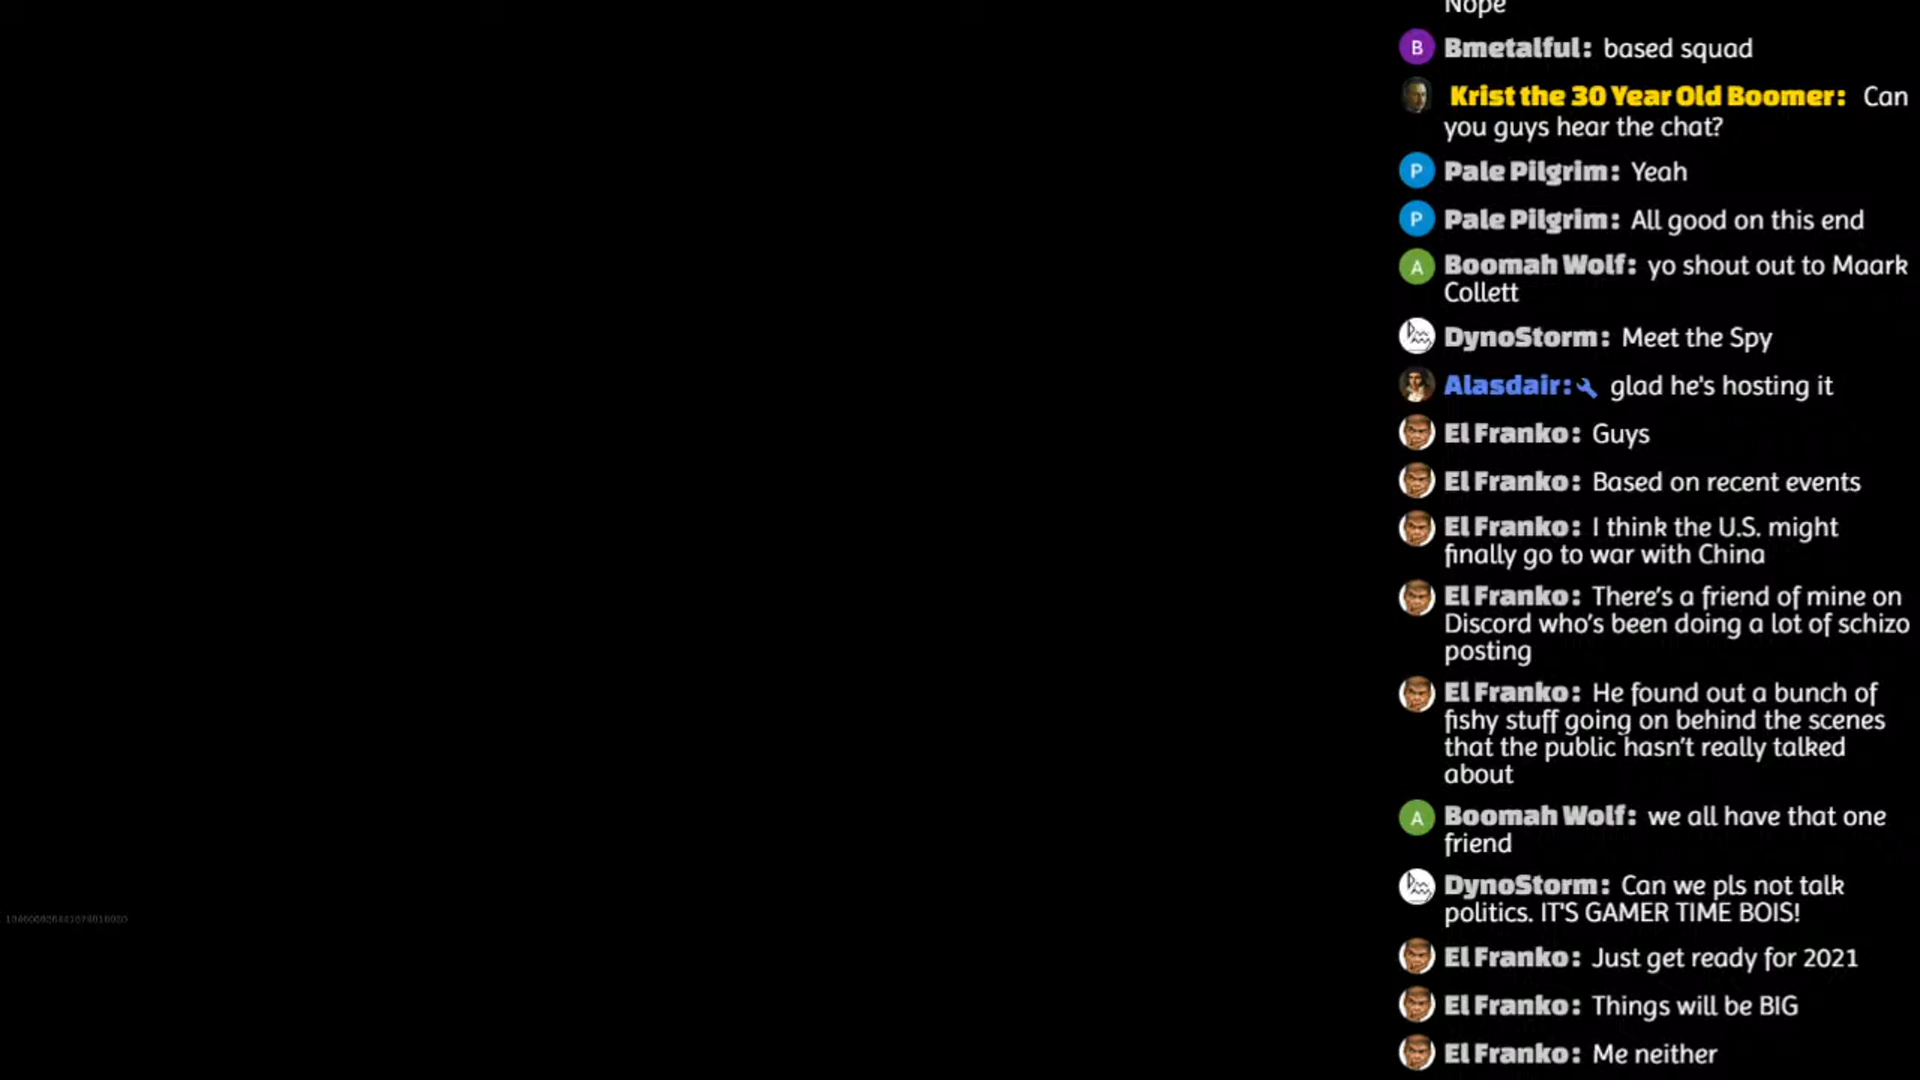 Nope
B Bmetalful: based squad
Krist the 30 Year Old Boomer: Can
you guys hear the chat?
P Pale Pilgrim: Yeah
P Pale Pilgrim: All good on this end
A Boomah Wolf: yo shout out to Maark
Collett
DynoStorm: Meet the Spy
Alasdair: glad he's hosting it
El Franko: Guys
El Franko: Based on recent events
El Franko: I think the U.S. might
finally go to war with China
El Franko: There's a friend of mine on
Discord who's been doing a lot of schizo
posting
El Franko: He found out a bunch of
fishy stuff going on behind the scenes
that the public hasn't really talked
about
A Boomah Wolf: we all have that one
friend
DynoStorm: Can we pls not talk
politics. IT'S GAMER TIME BOIS!
El Franko: Just get ready for 2021
El Franko: Things will be BIG
El Franko: Me neither